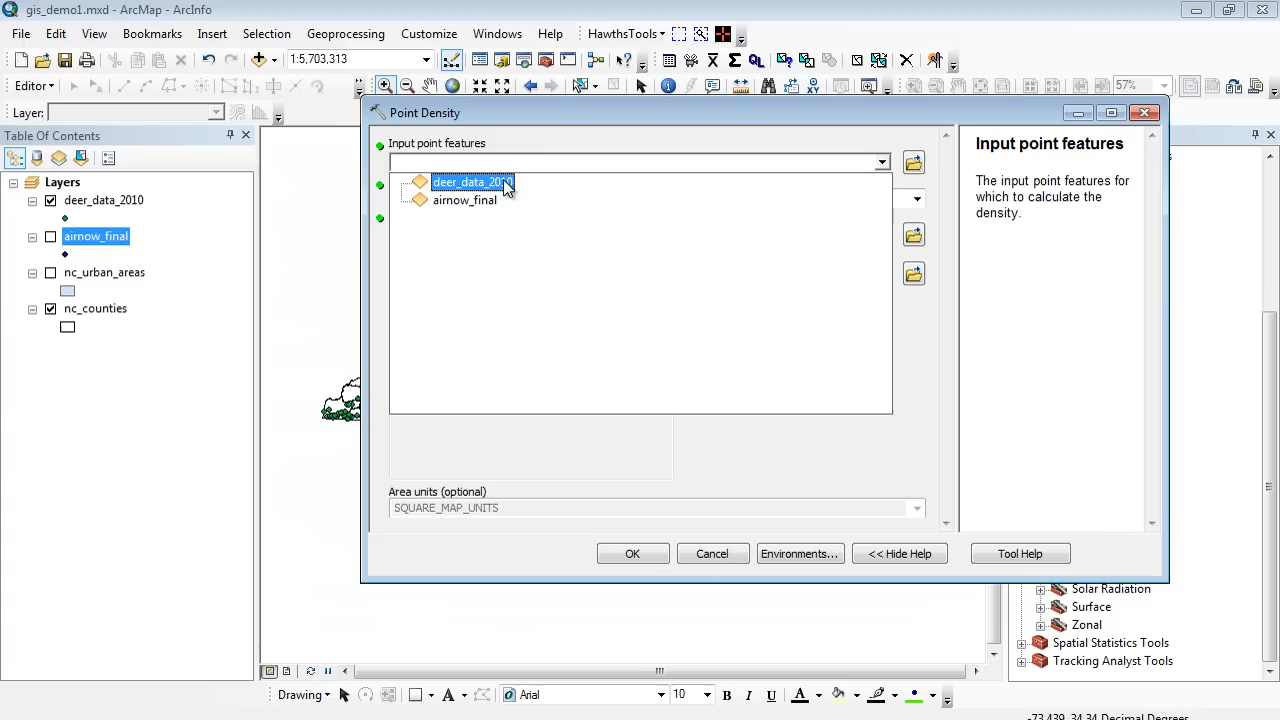 gis_demo1.mxd - ArcMap - ArcInfo
File Edit View Bookmarks Insert Selection Geoprocessing Customize Windows Help HawthsTools
1:5,703,313
Editor 57%
Layer:
Table Of Contents
Layers
deer_data_2010
airnow_final
nc_urban_areas
nc_counties
Point Density
Input point features
deer_data_2010
airnow_final
Area units (optional)
SQUARE_MAP_UNITS
OK Cancel Environments... << Hide Help Tool Help
Input point features
The input point features for
which to calculate the
density.
Solar Radiation
Surface
Zonal
Spatial Statistics Tools
Tracking Analyst Tools
Drawing A Arial 10 B I U A
-73.439 34.34 Decimal Degrees